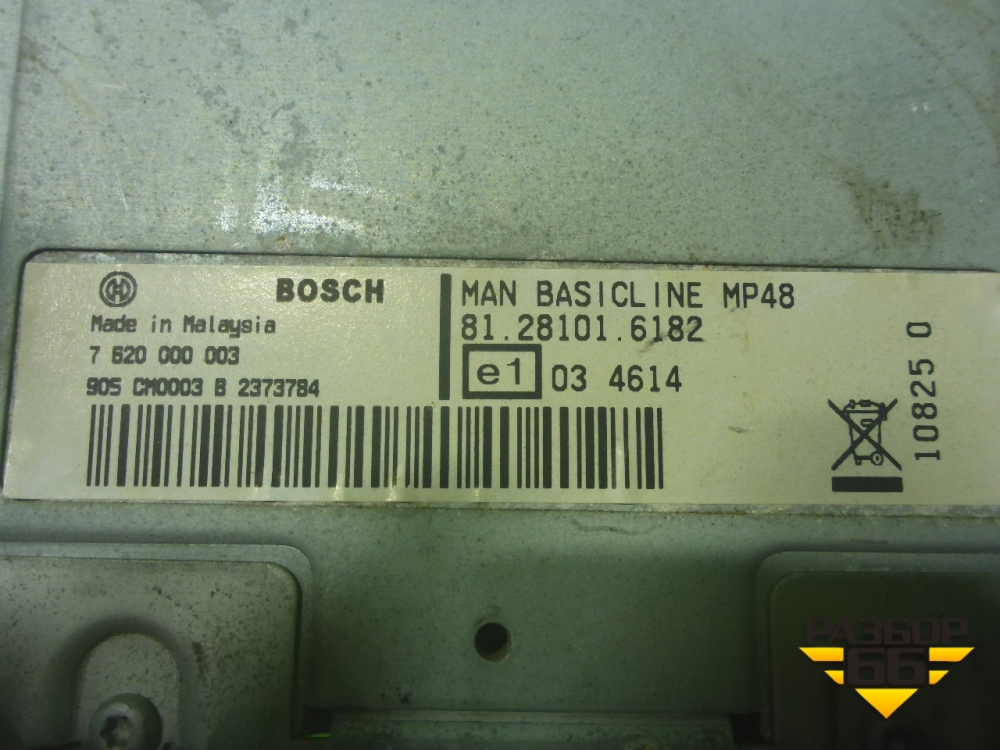 BOSCH
Made in Malaysia
7 620 000 003
905 CM0003 B 2373784
MAN BASICLINE MP48
81.28101.6182
e1 03 4614
10825 0
РАЗБОР
66